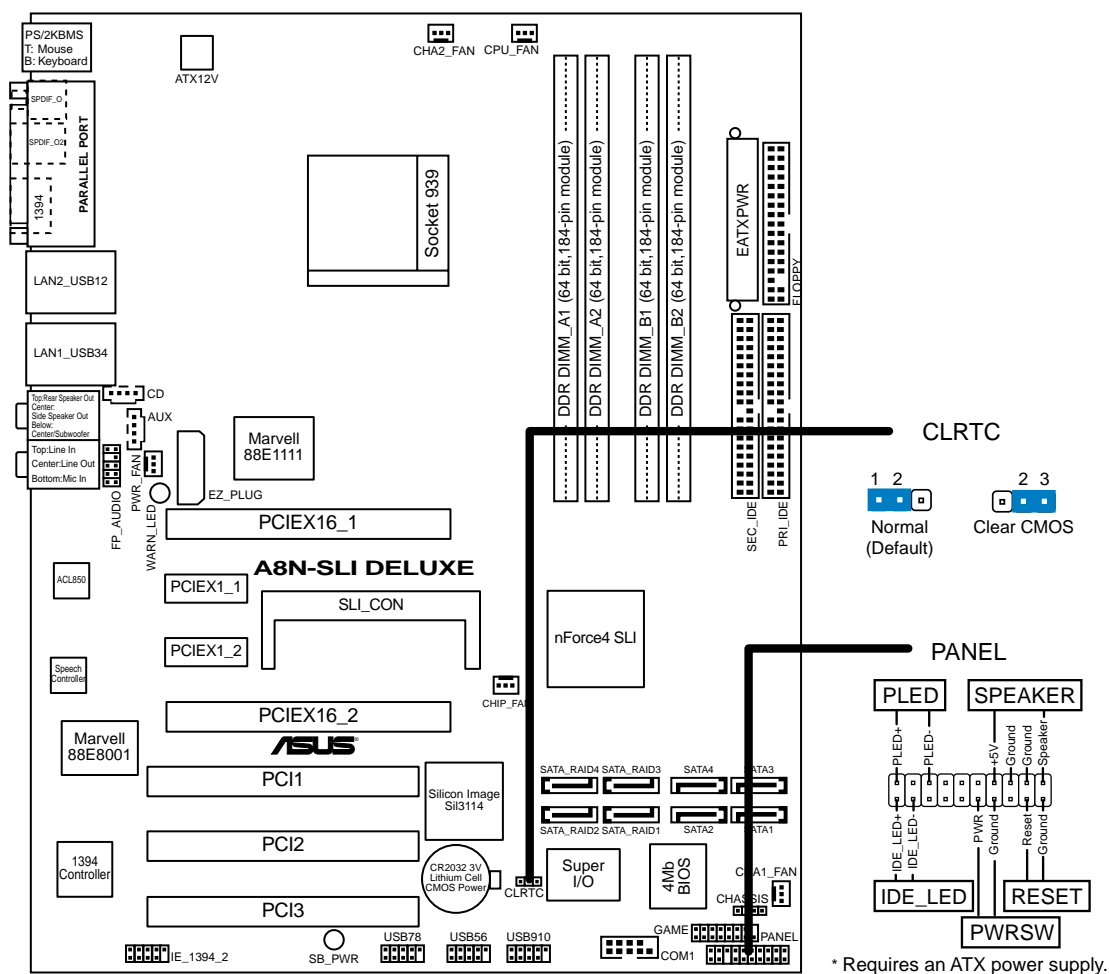 PS/2KBMS
T: Mouse
B: Keyboard
CHA2_FAN
CPU_FAN
ATX12V
SPDIF_O
SPDIF_O2
1394
PARALLEL PORT
Socket 939
DDR DIMM_A1 (64 bit,184-pin module)
DDR DIMM_A2 (64 bit,184-pin module)
DDR DIMM_B1 (64 bit,184-pin module)
DDR DIMM_B2 (64 bit,184-pin module)
EATXPWR
FLOPPY
LAN2_USB12
LAN1_USB34
Top:Rear Speaker Out
Center:
Side Speaker Out
Below:
Center/Subwoofer
Top:Line In
Center:Line Out
Bottom:Mic In
CD
AUX
FP_AUDIO
PWR_FAN
WARN_LED
EZ_PLUG
Marvell
88E1111
SEC_IDE
PRI_IDE
CLRTC
1 2
Normal
(Default)
2 3
Clear CMOS
PCIEX16_1
A8N-SLI DELUXE
ACL850
PCIEX1_1
SLI_CON
nForce4 SLI
PCIEX1_2
Speech
Controller
CHIP_FAN
PCIEX16_2
ASUS
Marvell
88E8001
PCI1
Silicon Image
Sil3114
SATA_RAID4
SATA_RAID3
SATA4
SATA3
SATA_RAID2
SATA_RAID1
SATA2
SATA1
PCI2
1394
Controller
CR2032 3V
Lithium Cell
CMOS Power
CLRTC
Super
I/O
4Mb
BIOS
CHA1_FAN
CHASSIS
PCI3
GAME
PANEL
IE_1394_2
SB_PWR
USB78
USB56
USB910
COM1
PANEL
PLED
SPEAKER
PLED+
PLED-
+5V
Ground
Ground
Speaker
IDE_LED+
IDE_LED-
PWR
Ground
Reset
Ground
IDE_LED
RESET
PWRSW
* Requires an ATX power supply.